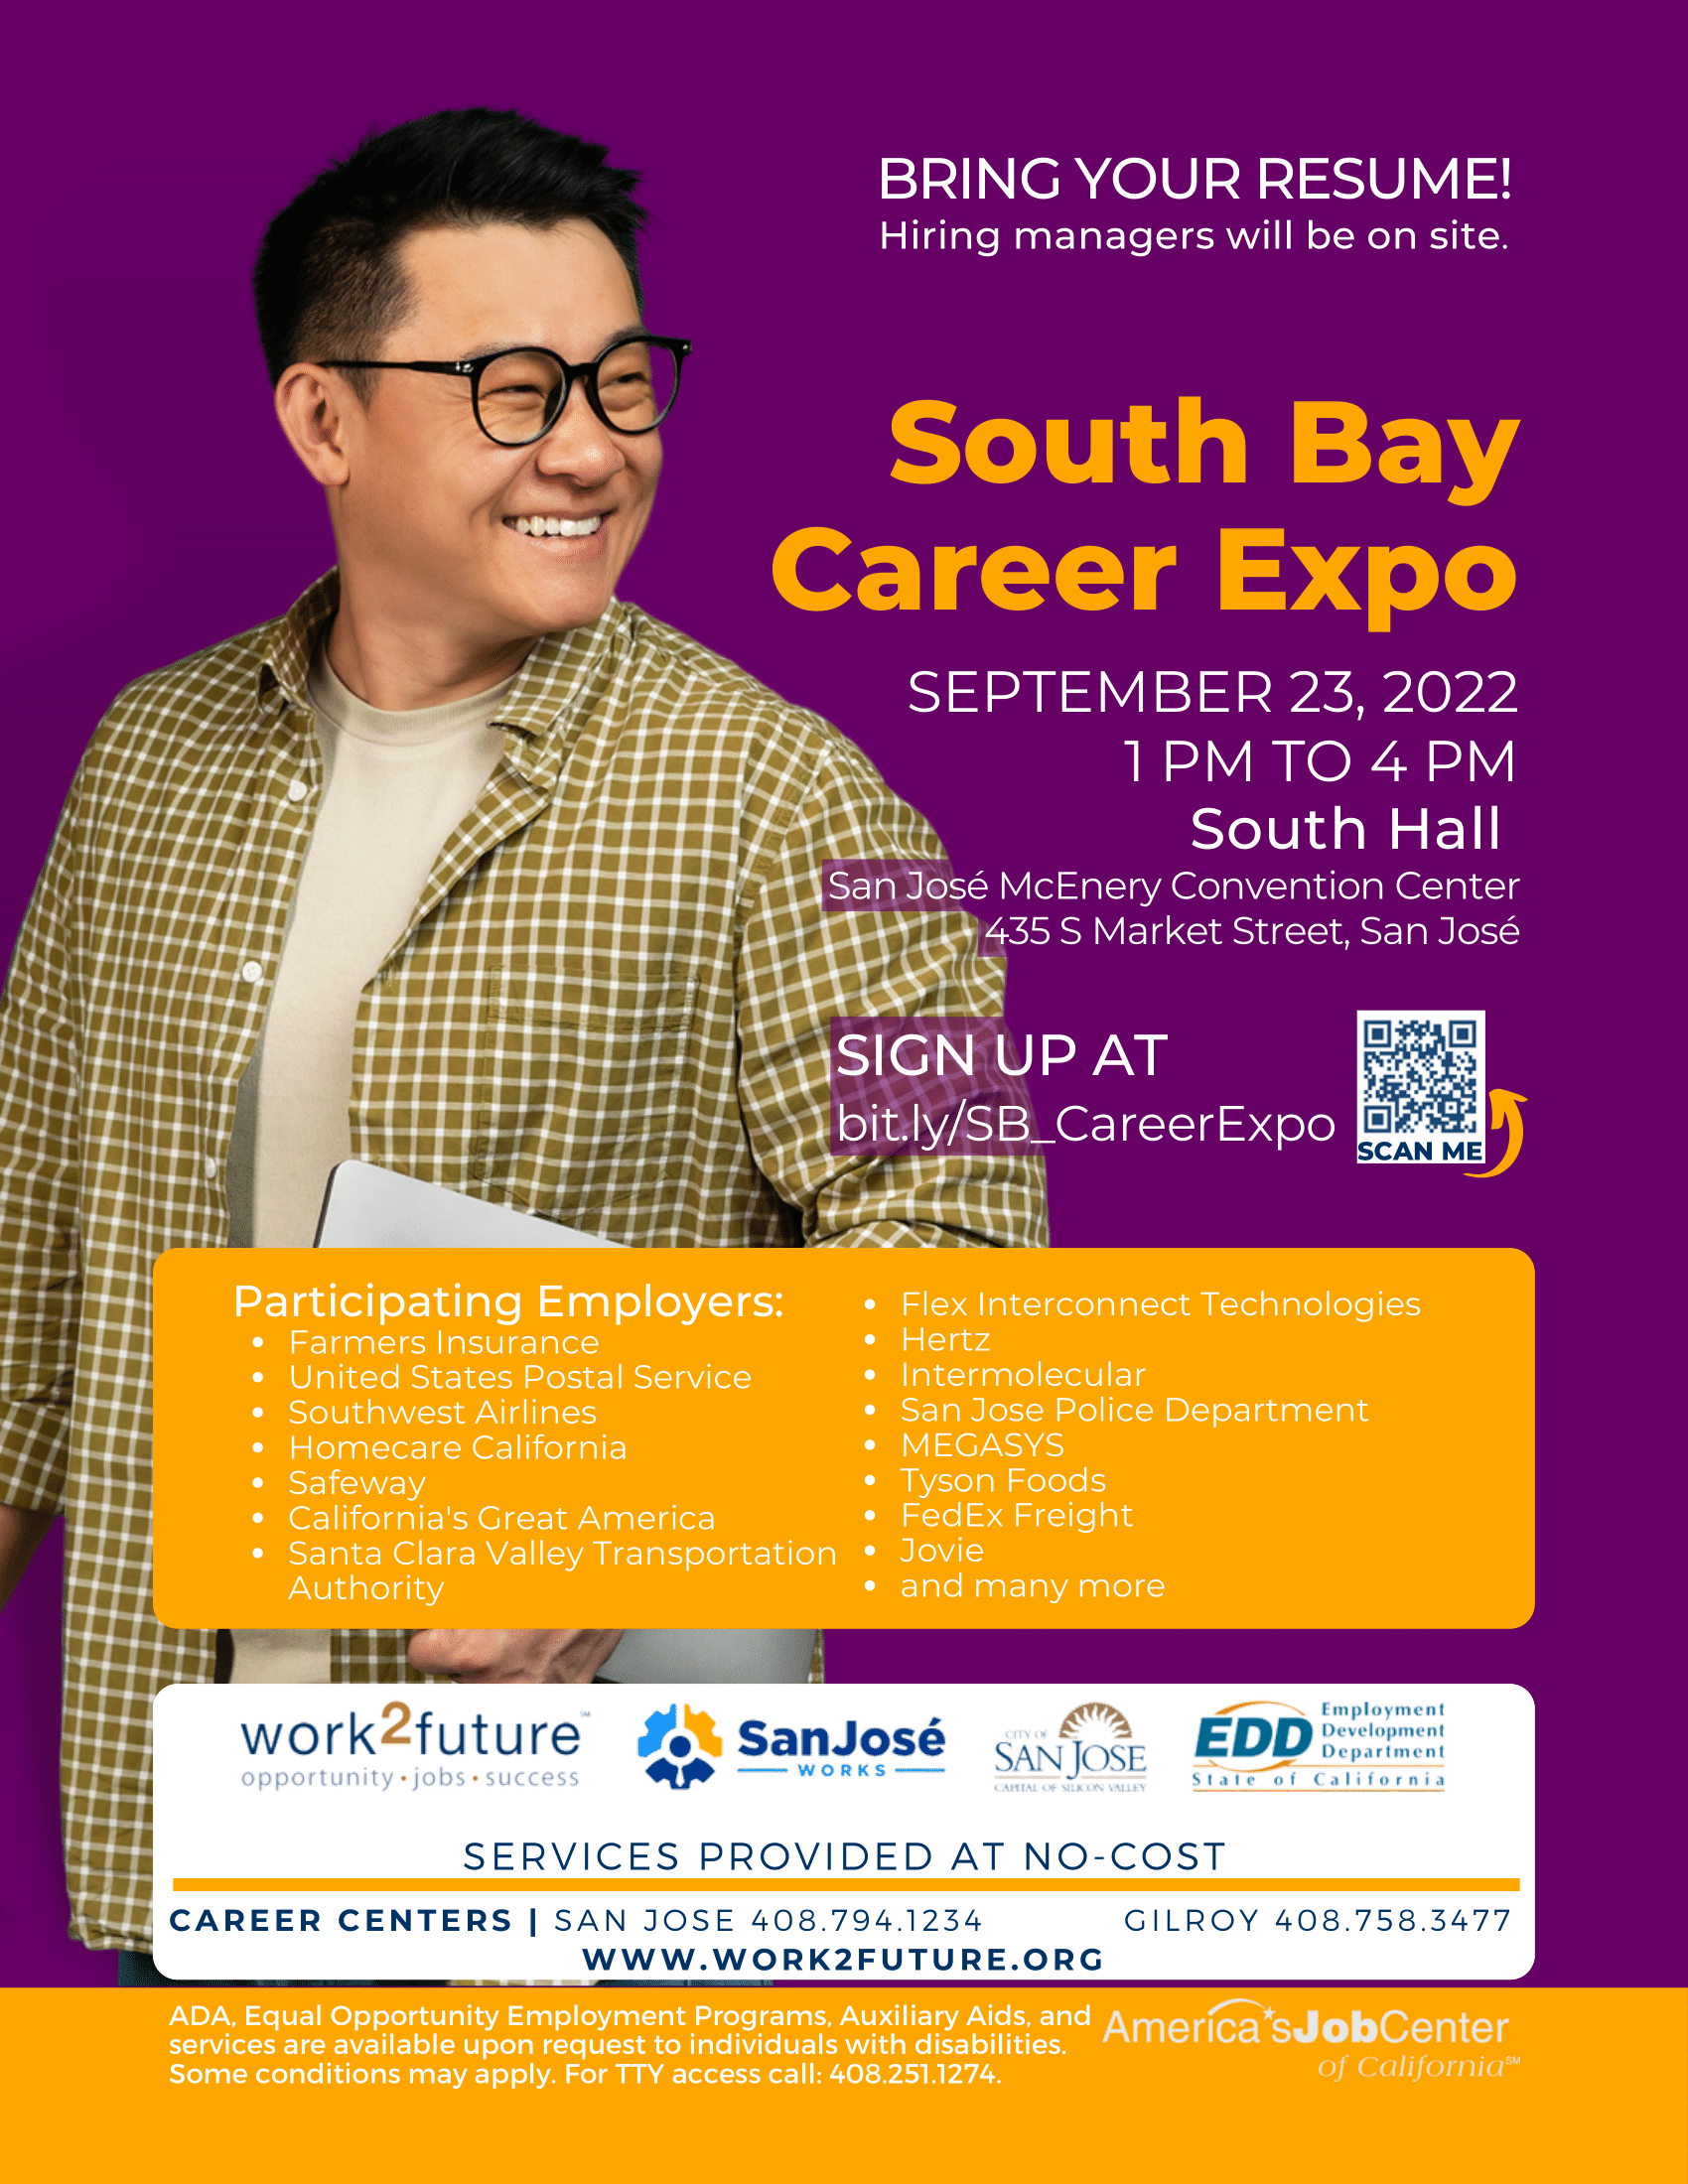 BRING YOUR RESUME!
Hiring managers will be on site.
South Bay
Career Expo
SEPTEMBER 23, 2022
1 PM TO 4 PM
South Hall
San José McEnery Convention Center
435 S Market Street, San José
SIGN UP AT
bit.ly/SB_CareerExpo
SCAN ME
Participating Employers:
• Farmers Insurance
• United States Postal Service
• Southwest Airlines
• Homecare California
• Safeway
• California's Great America
• Santa Clara Valley Transportation
Authority
• Flex Interconnect Technologies
• Hertz
• Intermolecular
• San Jose Police Department
• MEGASYS
• Tyson Foods
• FedEx Freight
• Jovie
• and many more
work2future℠
opportunity • jobs • success
SanJosé
WORKS
CITY OF
SAN JOSE
CAPITAL OF SILICON VALLEY
EDD
Employment
Development
Department
State of California
SERVICES PROVIDED AT NO-COST
CAREER CENTERS | SAN JOSE 408.794.1234 GILROY 408.758.3477
WWW.WORK2FUTURE.ORG
ADA, Equal Opportunity Employment Programs, Auxiliary Aids, and
services are available upon request to individuals with disabilities.
Some conditions may apply. For TTY access call: 408.251.1274.
America'sJobCenter
of California℠